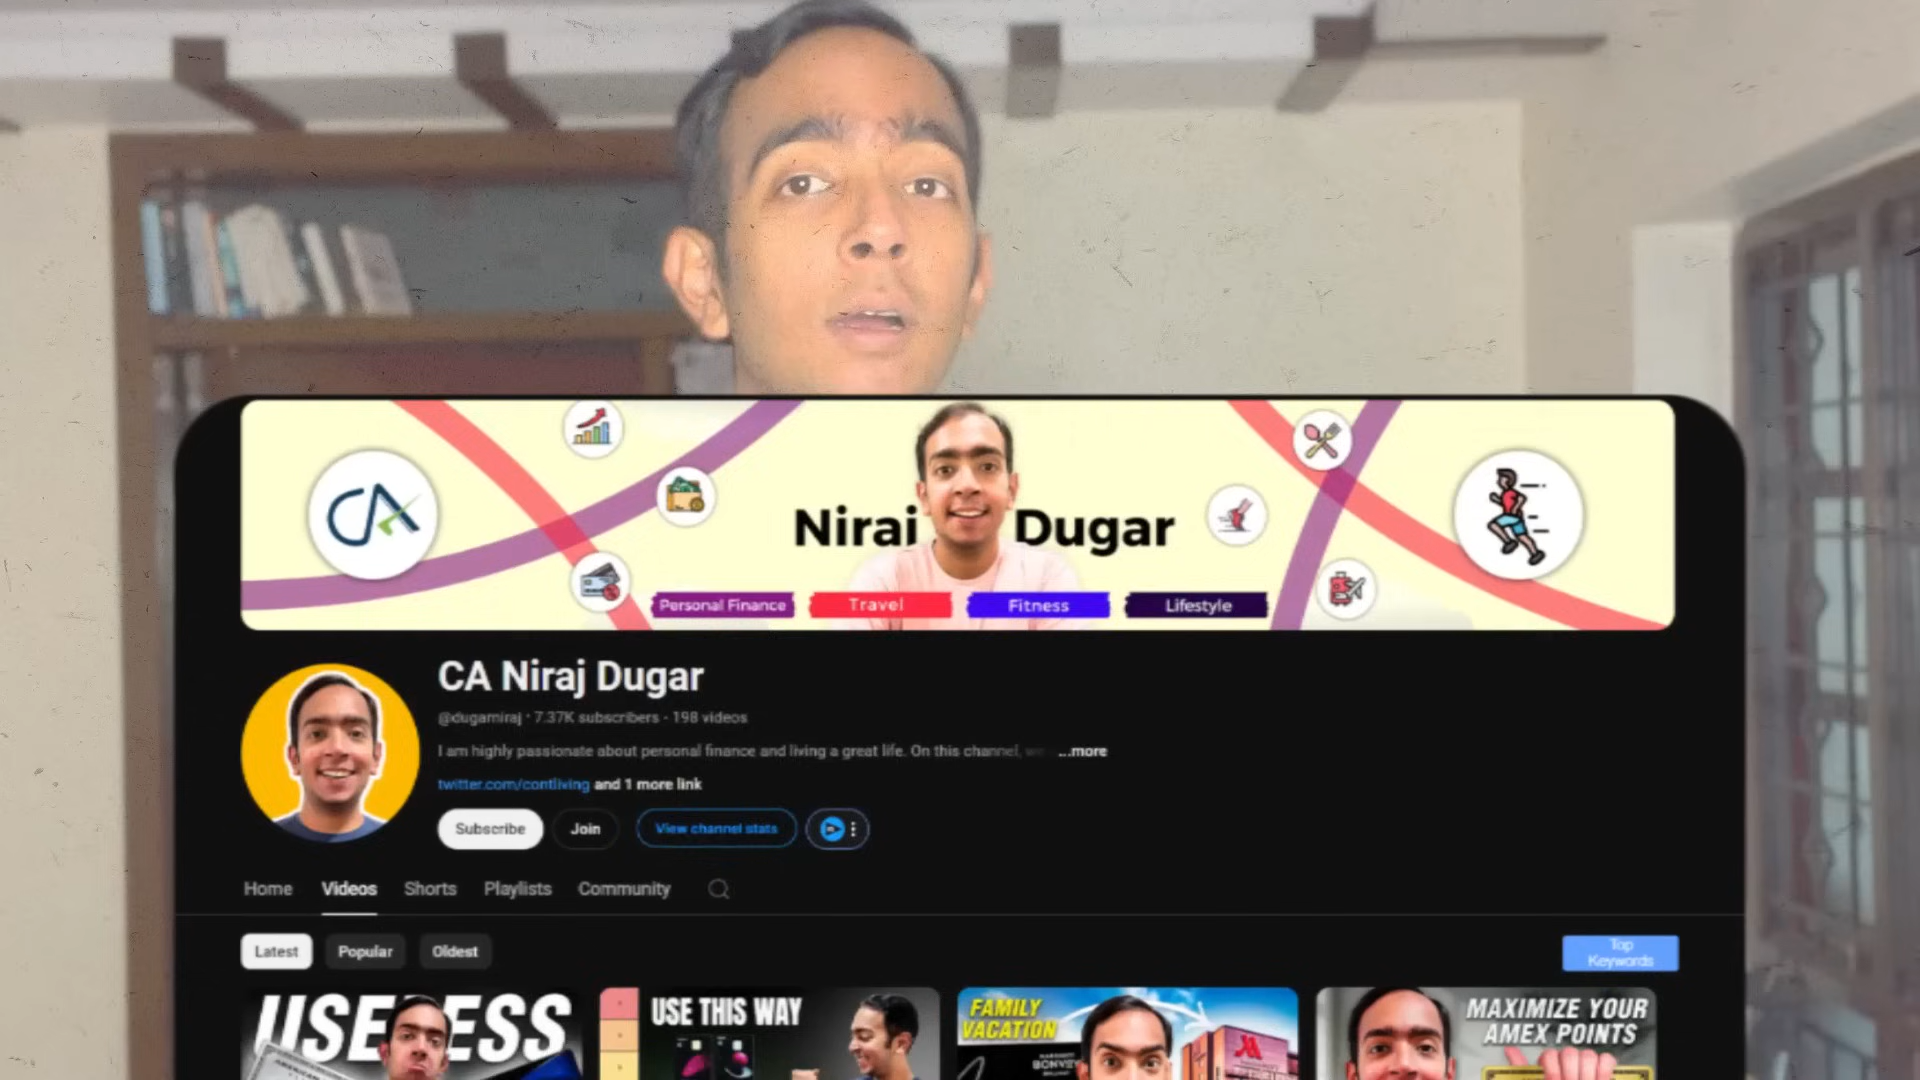 CA
Niraj Dugar
Personal Finance
Travel
Fitness
Lifestyle
CA Niraj Dugar
@dugarniraj · 7.37K subscribers · 198 videos
I am highly passionate about personal finance and living a great life. On this channel, we ...more
twitter.com/contliving and 1 more link
Subscribe
Join
View channel stats
Home
Videos
Shorts
Playlists
Community
Latest
Popular
Oldest
Top
Keywords
USELESS
USE THIS WAY
FAMILY
VACATION
BONVOY
MAXIMIZE YOUR
AMEX POINTS